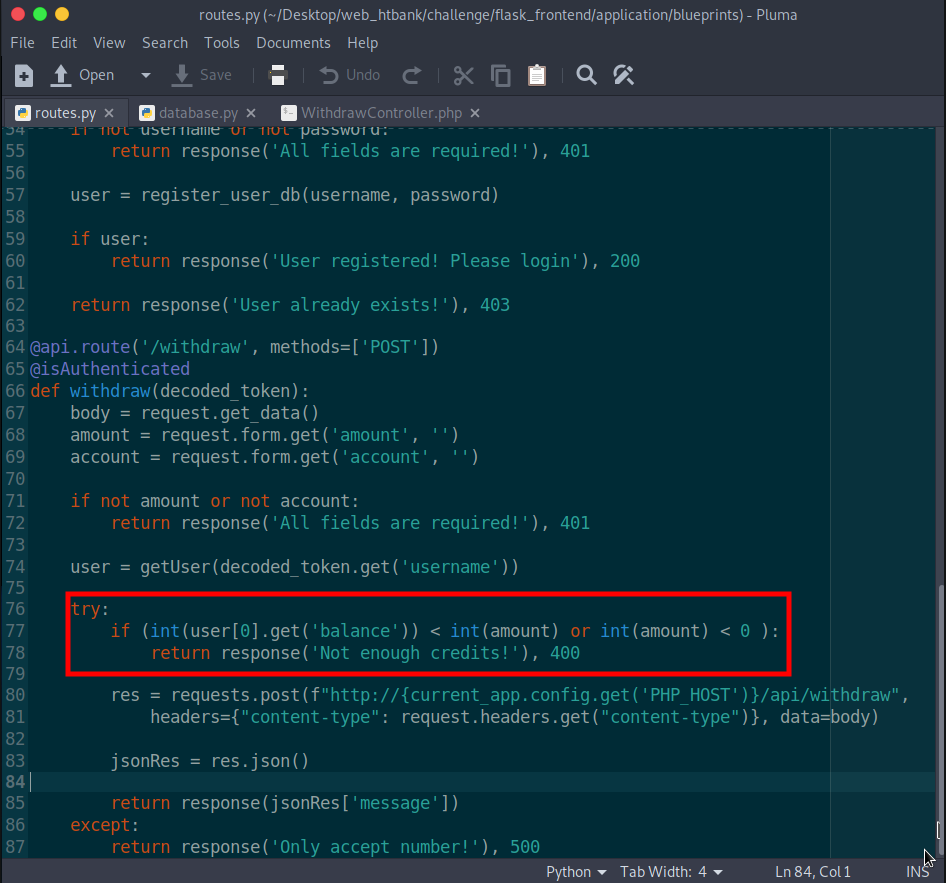 routes.py (~/Desktop/web_htbank/challenge/flask_frontend/application/blueprints) - Pluma
File Edit View Search Tools Documents Help
Open Save Undo
routes.py database.py WithdrawController.php
54     if not username or not password:
55         return response('All fields are required!'), 401
56
57     user = register_user_db(username, password)
58
59     if user:
60         return response('User registered! Please login'), 200
61
62     return response('User already exists!'), 403
63
64 @api.route('/withdraw', methods=['POST'])
65 @isAuthenticated
66 def withdraw(decoded_token):
67     body = request.get_data()
68     amount = request.form.get('amount', '')
69     account = request.form.get('account', '')
70
71     if not amount or not account:
72         return response('All fields are required!'), 401
73
74     user = getUser(decoded_token.get('username'))
75
76     try:
77         if (int(user[0].get('balance')) < int(amount) or int(amount) < 0 ):
78             return response('Not enough credits!'), 400
79
80         res = requests.post(f"http://{current_app.config.get('PHP_HOST')}/api/withdraw",
81             headers={"content-type": request.headers.get("content-type")}, data=body)
82
83         jsonRes = res.json()
84
85         return response(jsonRes['message'])
86     except:
87         return response('Only accept number!'), 500
Python Tab Width: 4 Ln 84, Col 1 INS